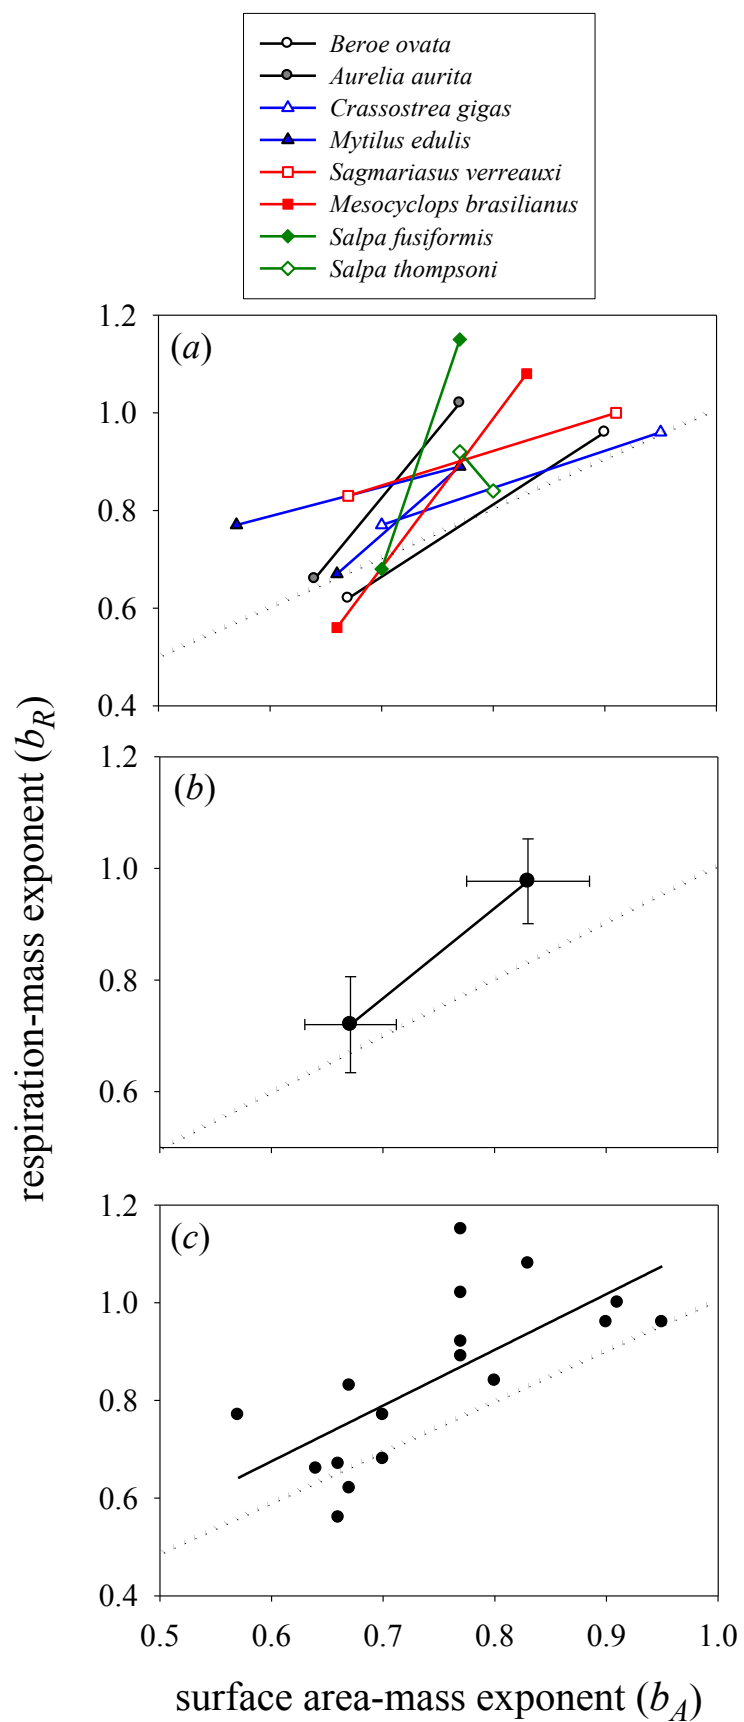 Beroe ovata
Aurelia aurita
Crassostrea gigas
Mytilus edulis
Sagmariasus verreauxi
Mesocyclops brasilianus
Salpa fusiformis
Salpa thompsoni
(a)
1.2
1.0
0.8
0.6
0.4
(b)
1.2
1.0
0.8
0.6
respiration-mass exponent (b_R)
(c)
1.2
1.0
0.8
0.6
0.4
0.5 0.6 0.7 0.8 0.9 1.0
surface area-mass exponent (b_A)